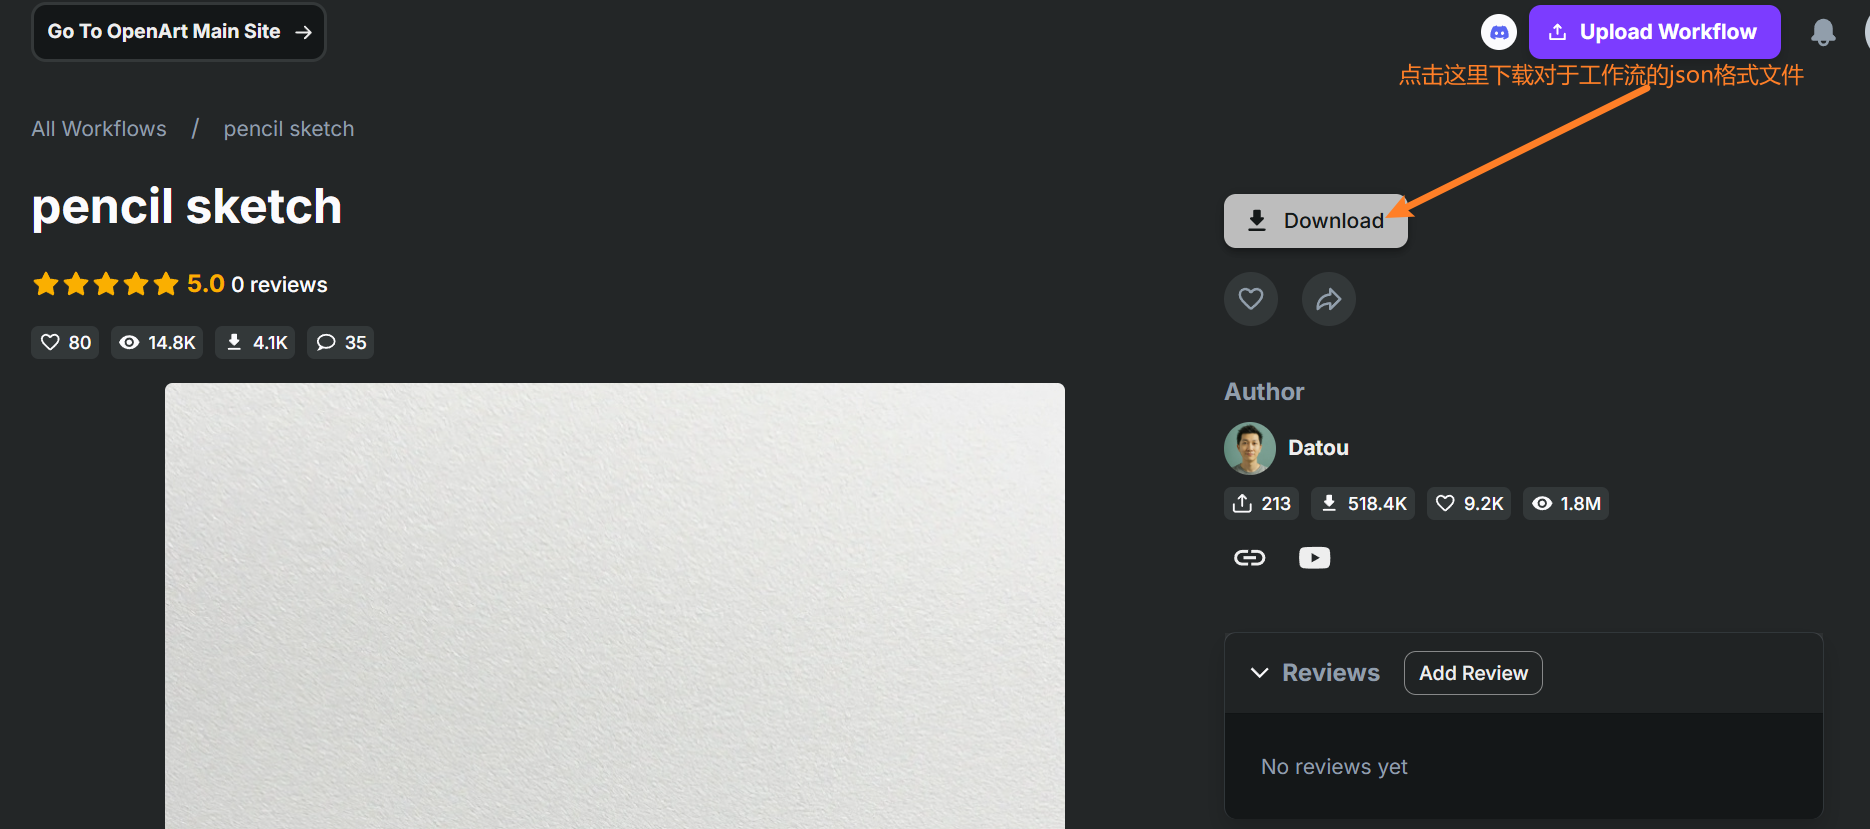 Go To OpenArt Main Site →
Upload Workflow
点击这里下载对于工作流的json格式文件
All Workflows / pencil sketch
pencil sketch
Download
5.0 0 reviews
80 14.8K 4.1K 35
Author
Datou
213 518.4K 9.2K 1.8M
Reviews
Add Review
No reviews yet